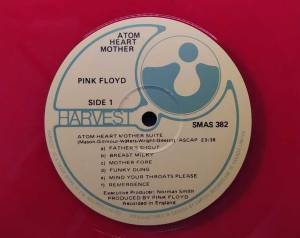 ATOM
HEART
MOTHER
PINK FLOYD
SIDE 1
SMAS 382
HARVEST
ATOM HEART MOTHER SUITE
(Mason-Gilmour-Waters-Wright-Geesin) ASCAP 23:38
a) FATHER'S SHOUT
b) BREAST MILKY
c) MOTHER FORE
d) FUNKY DUNG
e) MIND YOUR THROATS PLEASE
f) REMERGENCE
Executive Producer: Norman Smith
PRODUCED BY PINK FLOYD
Recorded in England